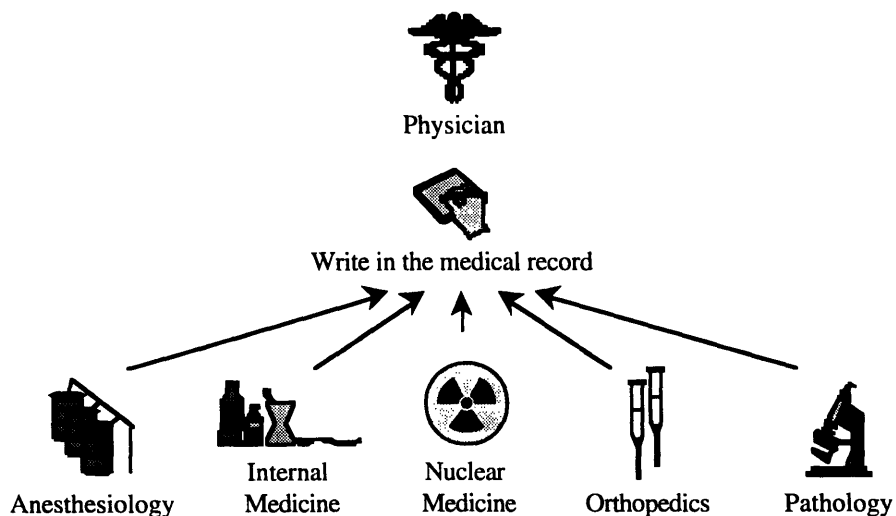 Physician
Write in the medical record
Anesthesiology
Internal
Medicine
Nuclear
Medicine
Orthopedics
Pathology